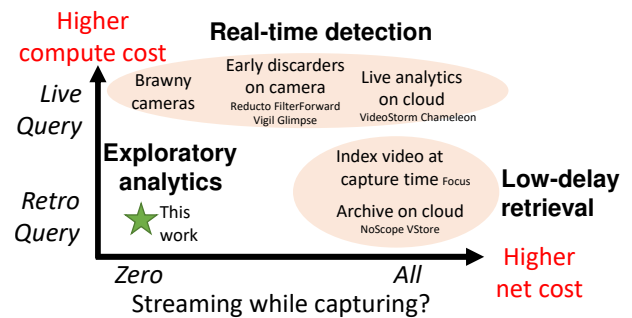 Higher
compute cost
Real-time detection
Live
Query
Brawny
cameras
Early discarders
on camera
Reducto FilterForward
Vigil Glimpse
Live analytics
on cloud
VideoStorm Chameleon
Exploratory
analytics
Index video at
capture time Focus
Low-delay
retrieval
Retro
Query
This
work
Archive on cloud
NoScope VStore
Zero
All
Higher
net cost
Streaming while capturing?